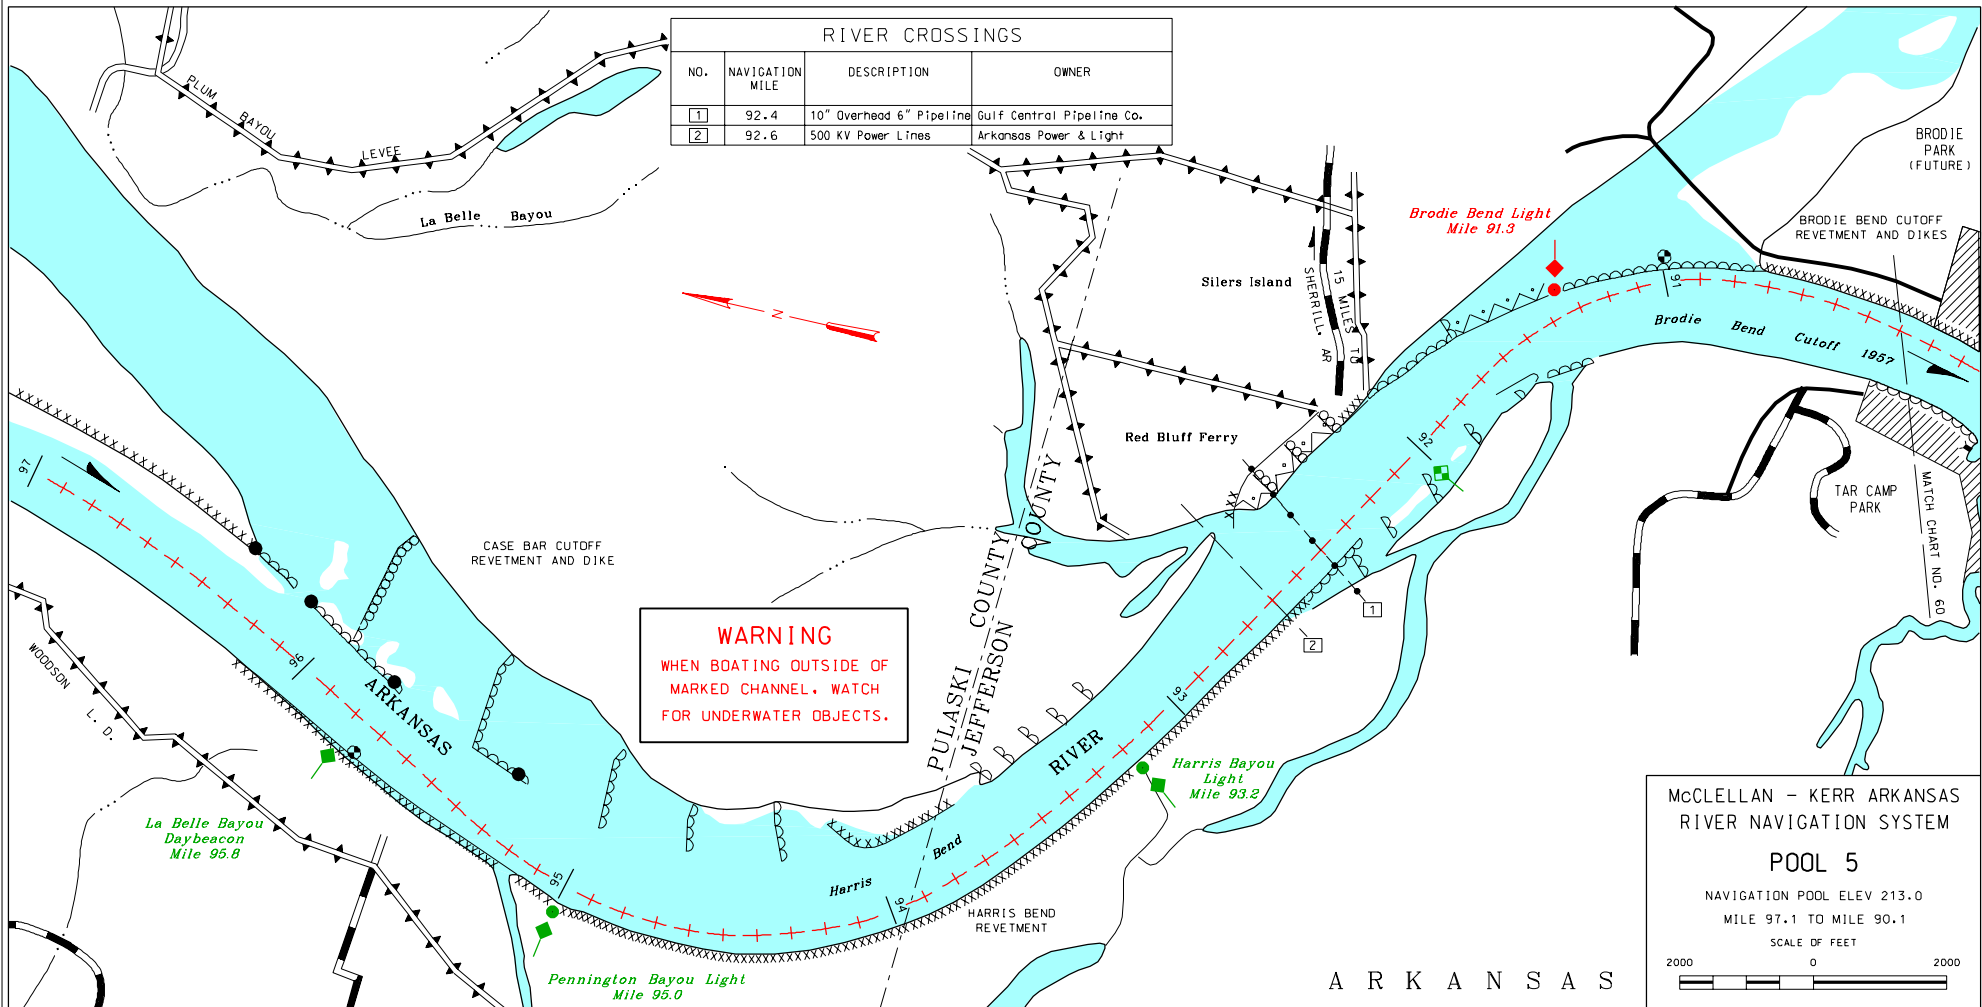 RIVER CROSSINGS
NO. NAVIGATION MILE DESCRIPTION OWNER
1 92.4 10" Overhead 6" Pipeline Gulf Central Pipeline Co.
2 92.6 500 KV Power Lines Arkansas Power & Light
PLUM BAYOU LEVEE
La Belle Bayou
Silers Island
15 MILES TO
SHERRILL, AR
Brodie Bend Light
Mile 91.3
BRODIE
PARK
(FUTURE)
BRODIE BEND CUTOFF
REVETMENT AND DIKES
91
Brodie Bend Cutoff 1957
N
Red Bluff Ferry
92
TAR CAMP
PARK
MATCH CHART NO. 60
97
CASE BAR CUTOFF
REVETMENT AND DIKE
WARNING
WHEN BOATING OUTSIDE OF
MARKED CHANNEL, WATCH
FOR UNDERWATER OBJECTS.
PULASKI COUNTY
JEFFERSON COUNTY
1
2
WOODSON L. D.
96
ARKANSAS
RIVER
93
La Belle Bayou
Daybeacon
Mile 95.8
Harris Bayou
Light
Mile 93.2
95
Harris Bend
94
HARRIS BEND
REVETMENT
Pennington Bayou Light
Mile 95.0
ARKANSAS
McCLELLAN - KERR ARKANSAS
RIVER NAVIGATION SYSTEM
POOL 5
NAVIGATION POOL ELEV 213.0
MILE 97.1 TO MILE 90.1
SCALE OF FEET
2000 0 2000